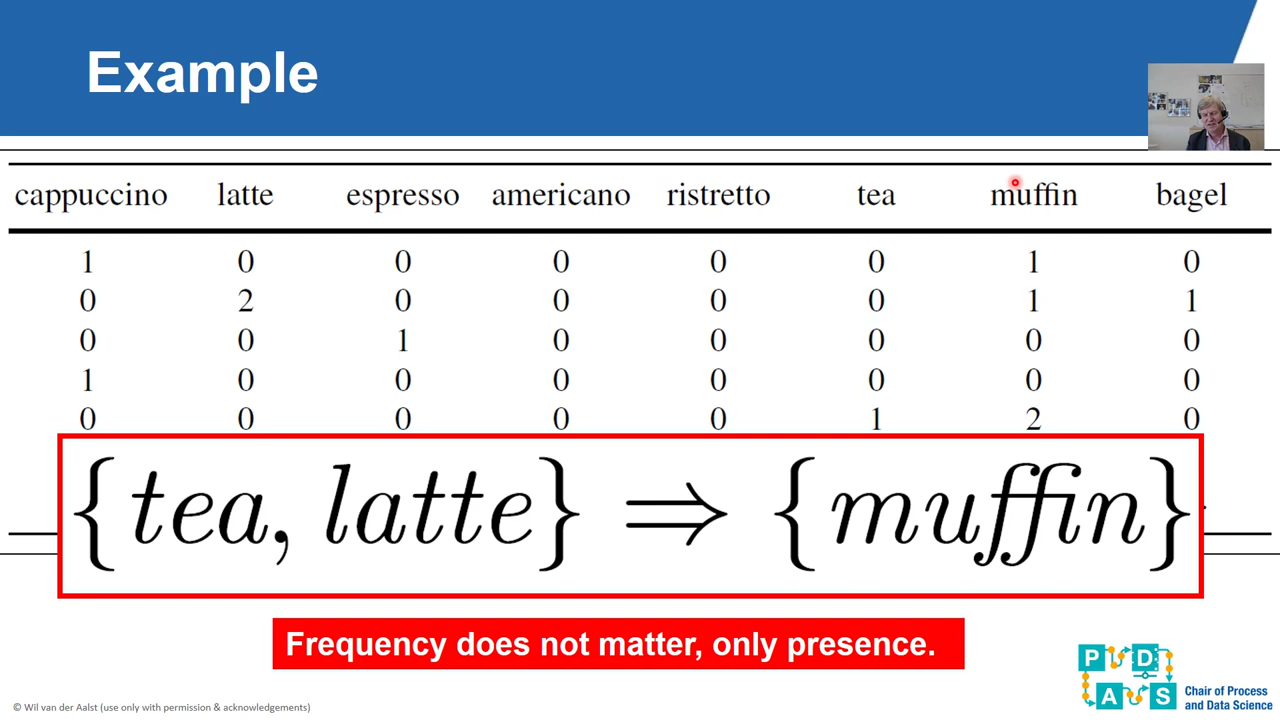 Example
cappuccino latte espresso americano ristretto tea muffin bagel
1 0 0 0 0 0 1 0
0 2 0 0 0 0 1 1
0 0 1 0 0 0 0 0
1 0 0 0 0 0 0 0
0 0 0 0 0 1 2 0
{tea, latte} ⇒ {muffin}
Frequency does not matter, only presence.
P D
A S
Chair of Process
and Data Science
© Wil van der Aalst (use only with permission & acknowledgements)